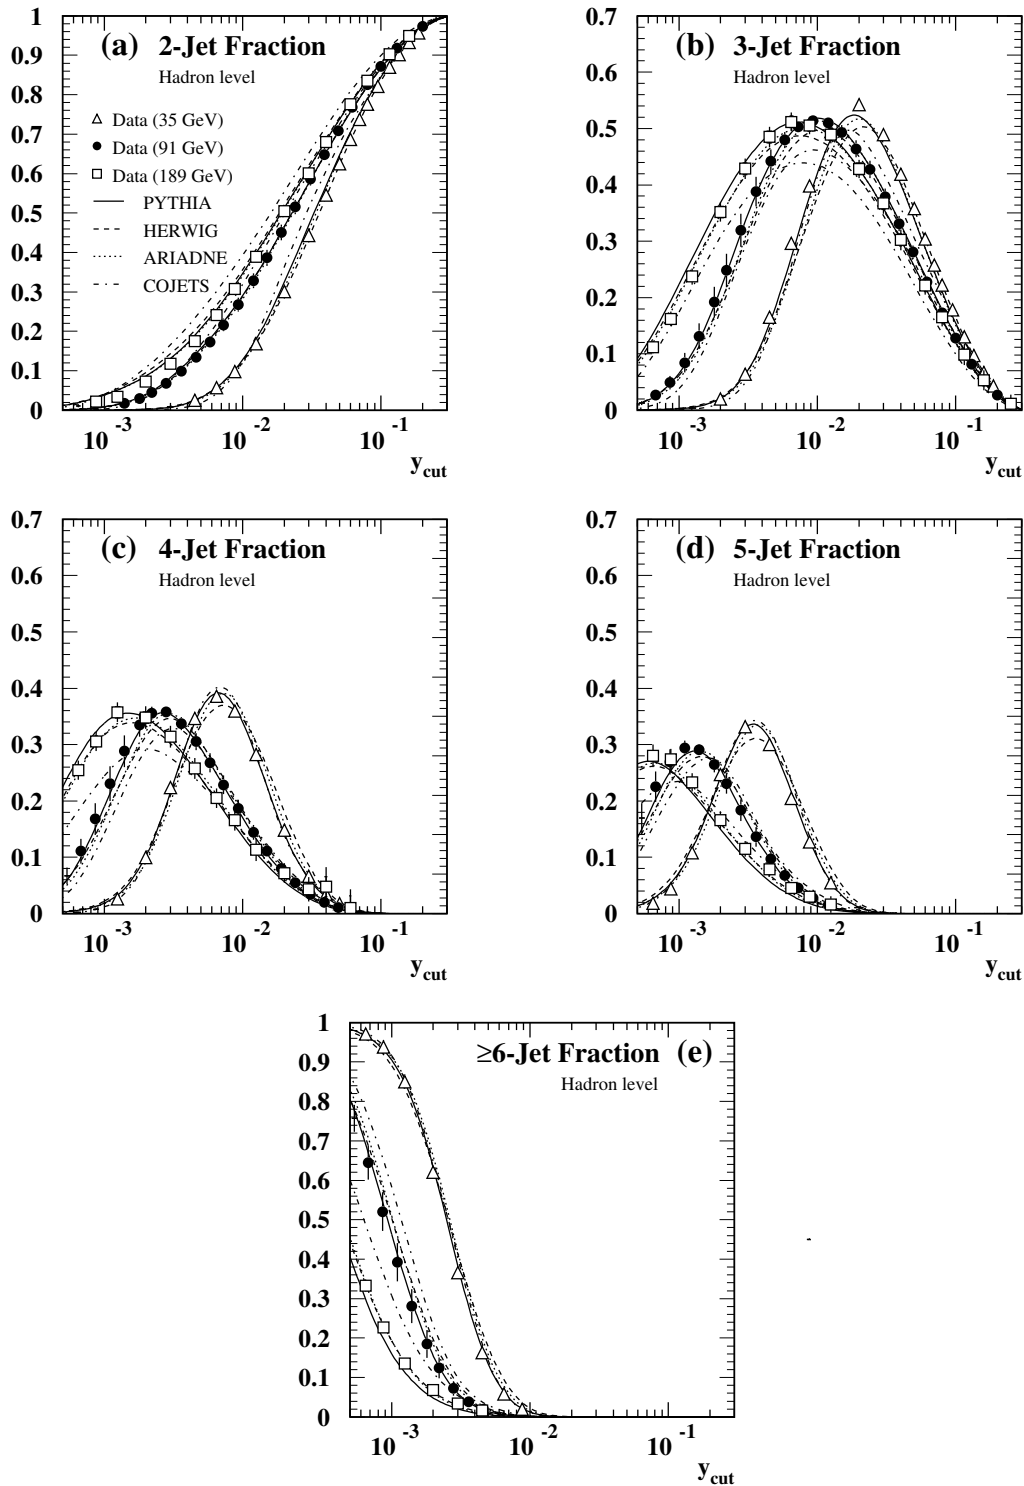 (a) 2-Jet Fraction
Hadron level
△ Data (35 GeV)
● Data (91 GeV)
□ Data (189 GeV)
PYTHIA
HERWIG
ARIADNE
COJETS
1
0.9
0.8
0.7
0.6
0.5
0.4
0.3
0.2
0.1
0
10^-3 10^-2 10^-1
y_cut
(b) 3-Jet Fraction
Hadron level
0.7
0.6
0.5
0.4
0.3
0.2
0.1
0
10^-3 10^-2 10^-1
y_cut
(c) 4-Jet Fraction
Hadron level
0.7
0.6
0.5
0.4
0.3
0.2
0.1
0
10^-3 10^-2 10^-1
y_cut
(d) 5-Jet Fraction
Hadron level
0.7
0.6
0.5
0.4
0.3
0.2
0.1
0
10^-3 10^-2 10^-1
y_cut
≥6-Jet Fraction (e)
Hadron level
1
0.9
0.8
0.7
0.6
0.5
0.4
0.3
0.2
0.1
0
10^-3 10^-2 10^-1
y_cut